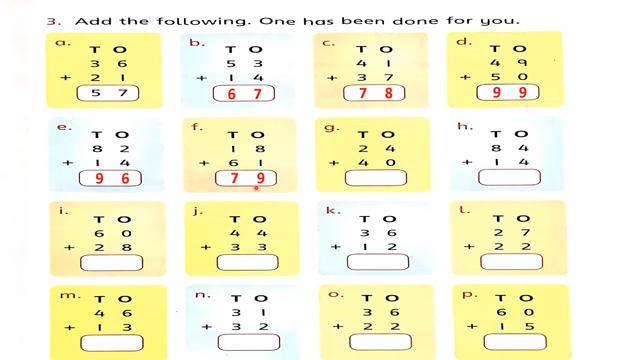 3. Add the following. One has been done for you.
a. b. c. d.
T O T O T O T O
3 6 5 3 4 1 4 9
+ 2 1 + 1 4 + 3 7 + 5 0
5 7 6 7 7 8 9 9
e. f. g. h.
T O T O T O T O
8 2 1 8 2 4 8 4
+ 1 4 + 6 1 + 4 0 + 1 4
9 6 7 9
i. j. k. l.
T O T O T O T O
6 0 4 4 3 6 2 7
+ 2 8 + 3 3 + 1 2 + 2 2
m. n. o. p.
T O T O T O T O
4 6 3 1 3 6 6 0
+ 1 3 + 3 2 + 2 2 + 1 5